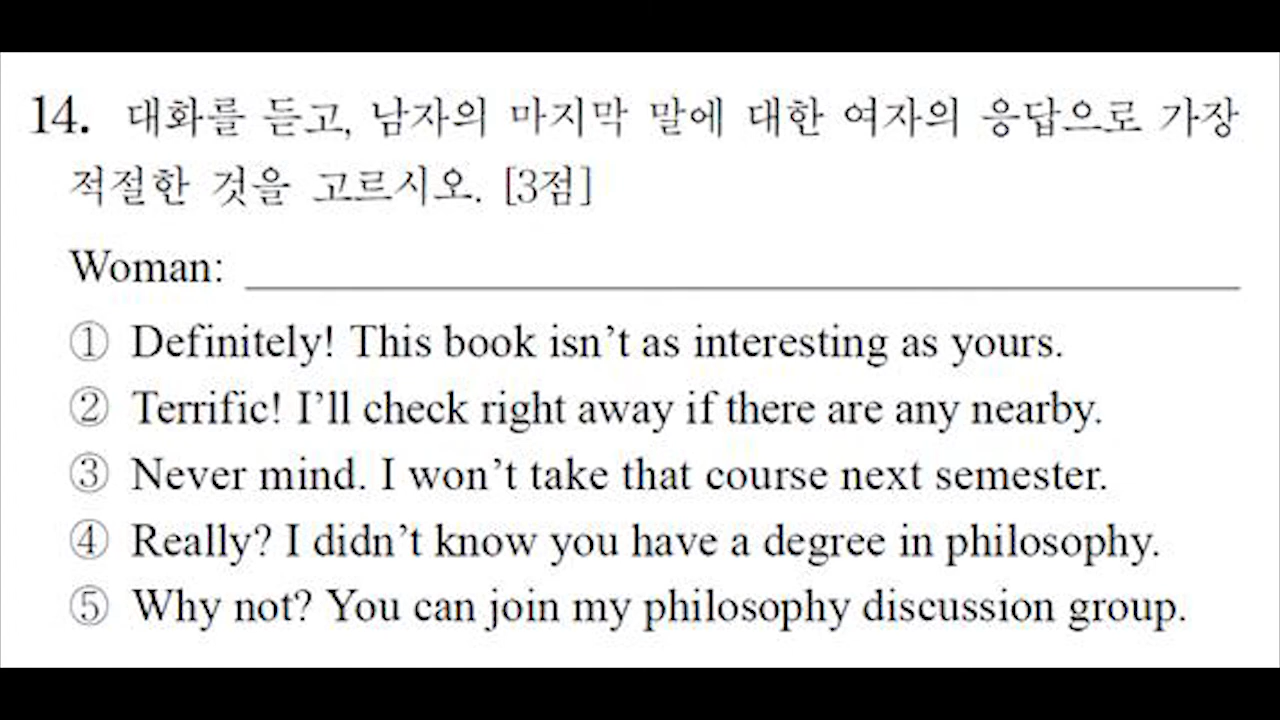 14. 대화를 듣고, 남자의 마지막 말에 대한 여자의 응답으로 가장
적절한 것을 고르시오. [3점]
Woman:
① Definitely! This book isn’t as interesting as yours.
② Terrific! I’ll check right away if there are any nearby.
③ Never mind. I won’t take that course next semester.
④ Really? I didn’t know you have a degree in philosophy.
⑤ Why not? You can join my philosophy discussion group.